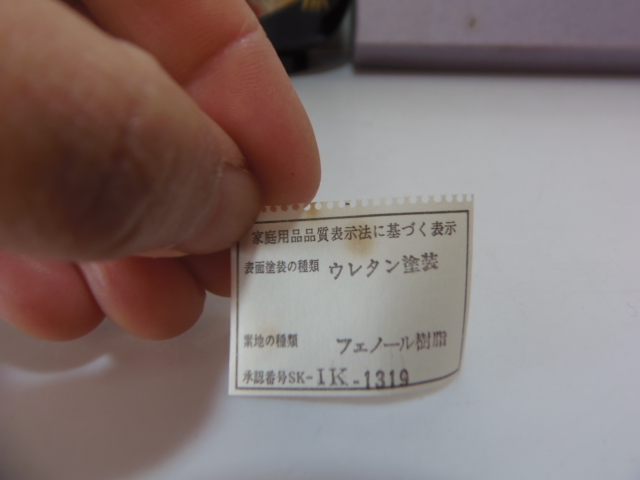 家庭用品品質表示法に基づく表示
表面塗装の種類 ウレタン塗装
素地の種類 フェノール樹脂
承認番号SK-IK-1319